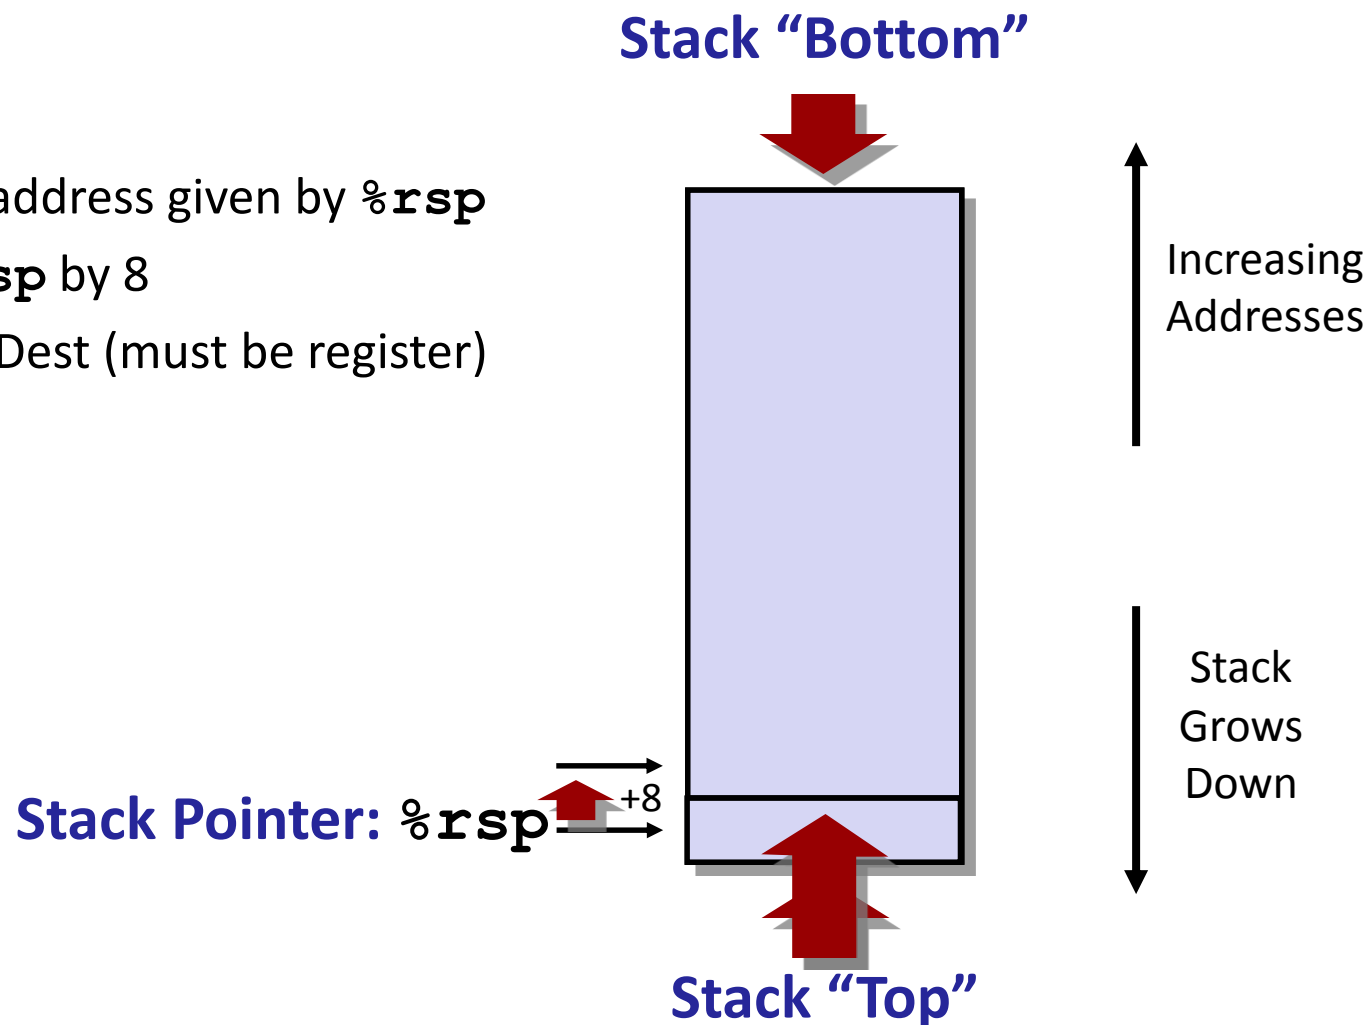 Stack “Bottom”
address given by %rsp
sp by 8
Dest (must be register)
Increasing
Addresses
Stack
Grows
Down
+8
Stack Pointer: %rsp
Stack “Top”